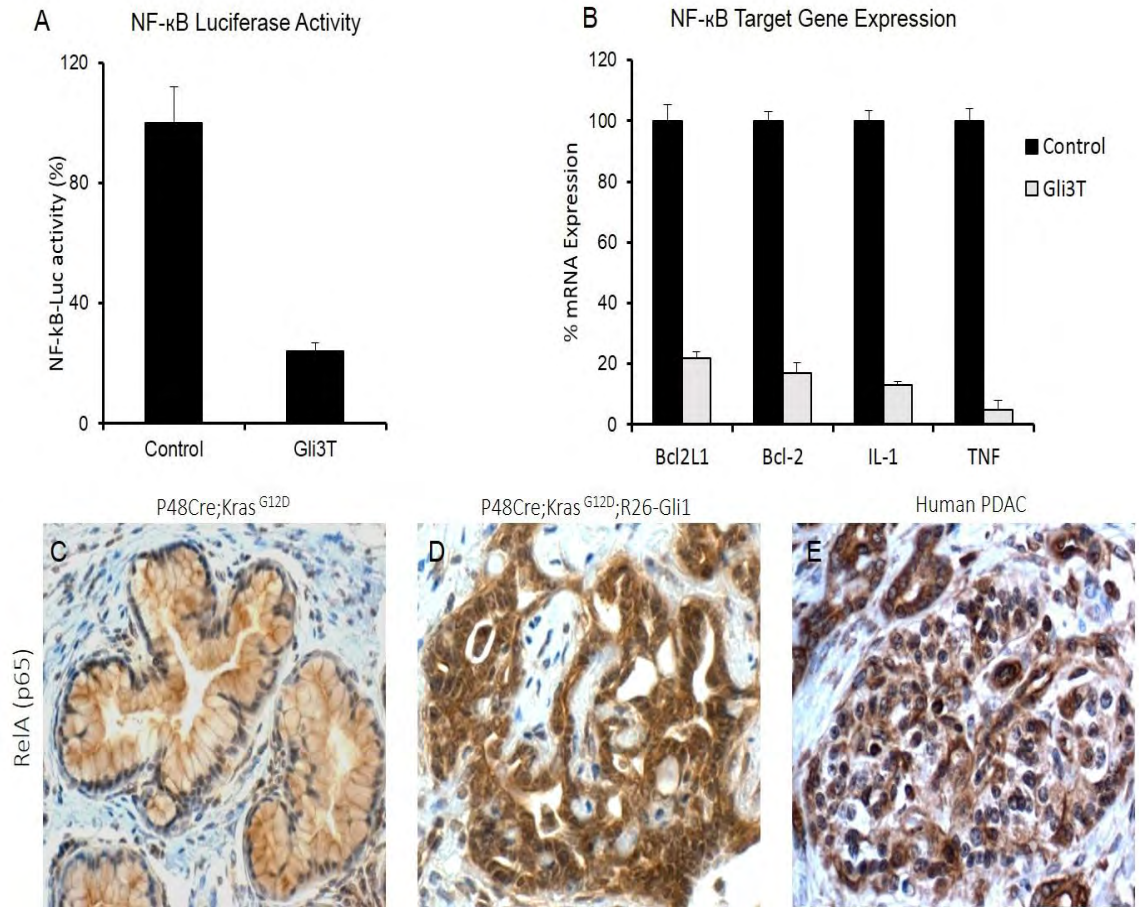 A
NF-κB Luciferase Activity
NF-kB-Luc activity (%)
120
80
40
0
Control
Gli3T
B
NF-κB Target Gene Expression
% mRNA Expression
120
100
80
60
40
20
0
Bcl2L1
Bcl-2
IL-1
TNF
Control
Gli3T
P48Cre;Kras G12D
P48Cre;Kras G12D;R26-Gli1
Human PDAC
RelA (p65)
C
D
E